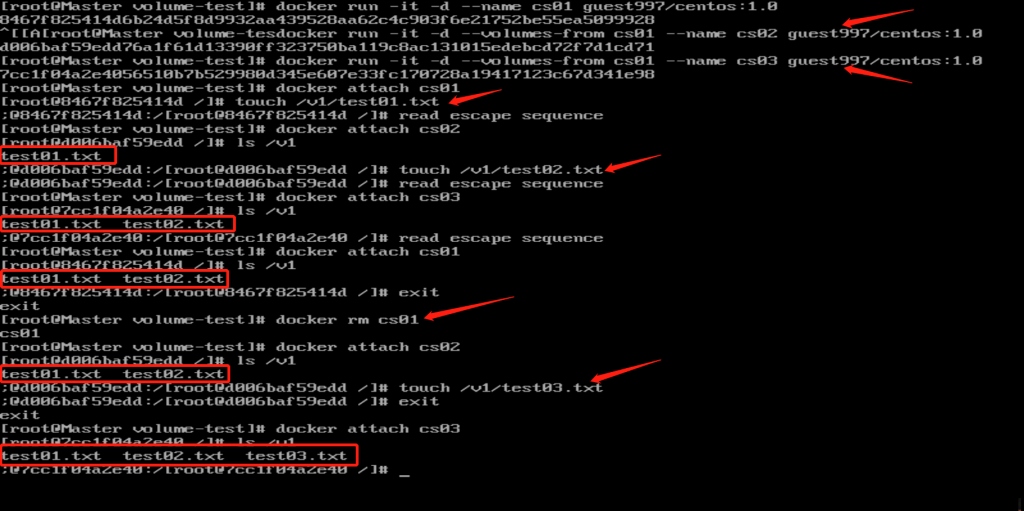 [root@Master volume-test]# docker run -it -d --name cs01 guest997/centos:1.0
8467f825414d6b24d5f8d9932aa439528aa62c4c903f6e21752be55ea5099928
^[[A[root@Master volume-tesdocker run -it -d --volumes-from cs01 --name cs02 guest997/centos:1.0
d006baf59edd76a1f61d13390ff323750ba119c8ac131015edebcd72f7d1cd71
[root@Master volume-test]# docker run -it -d --volumes-from cs01 --name cs03 guest997/centos:1.0
7cc1f04a2e4056510b7b529980d345e607e33fc170728a19417123c67d341e98
[root@Master volume-test]# docker attach cs01
[root@8467f825414d /]# touch /v1/test01.txt
;@8467f825414d:/[root@8467f825414d /]# read escape sequence
[root@Master volume-test]# docker attach cs02
[root@d006baf59edd /]# ls /v1
test01.txt
;@d006baf59edd:/[root@d006baf59edd /]# touch /v1/test02.txt
;@d006baf59edd:/[root@d006baf59edd /]# read escape sequence
[root@Master volume-test]# docker attach cs03
[root@7cc1f04a2e40 /]# ls /v1
test01.txt  test02.txt
;@7cc1f04a2e40:/[root@7cc1f04a2e40 /]# read escape sequence
[root@Master volume-test]# docker attach cs01
[root@8467f825414d /]# ls /v1
test01.txt  test02.txt
;@8467f825414d:/[root@8467f825414d /]# exit
exit
[root@Master volume-test]# docker rm cs01
cs01
[root@Master volume-test]# docker attach cs02
[root@d006baf59edd /]# ls /v1
test01.txt  test02.txt
;@d006baf59edd:/[root@d006baf59edd /]# touch /v1/test03.txt
;@d006baf59edd:/[root@d006baf59edd /]# exit
exit
[root@Master volume-test]# docker attach cs03
[root@7cc1f04a2e40 /]# ls /v1
test01.txt  test02.txt  test03.txt
;@7cc1f04a2e40:/[root@7cc1f04a2e40 /]# _